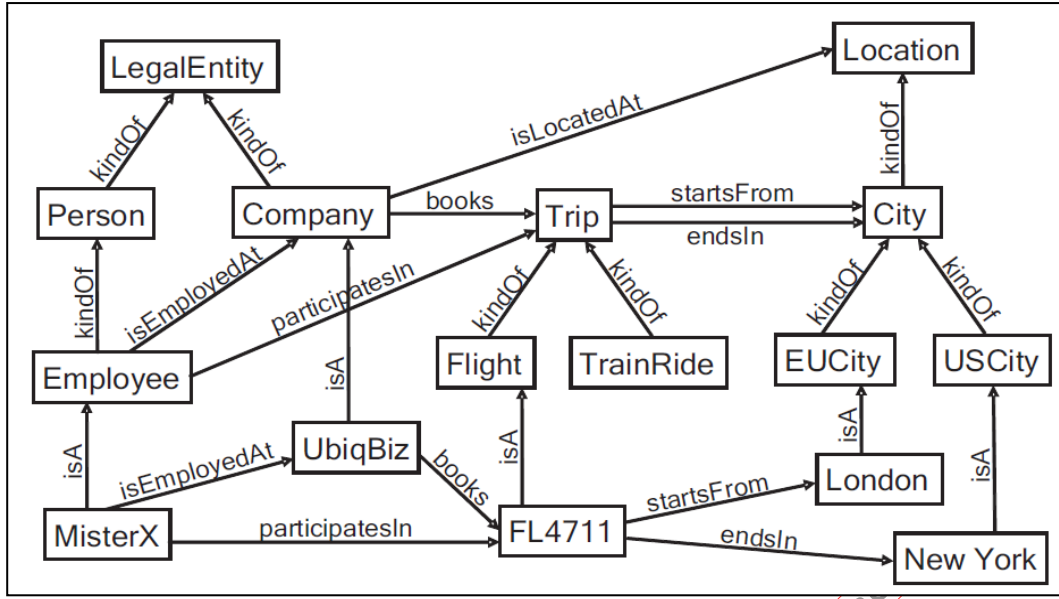 LegalEntity
Location
kindOf
kindOf
isLocatedAt
kindOf
Person
Company
books
Trip
startsFrom
endsIn
City
kindOf
isEmployedAt
participatesIn
kindOf
kindOf
kindOf
kindOf
Employee
isA
Flight
TrainRide
EUCity
USCity
isA
isEmployedAt
UbiqBiz
books
isA
isA
isA
startsFrom
London
MisterX
participatesIn
FL4711
endsIn
New York